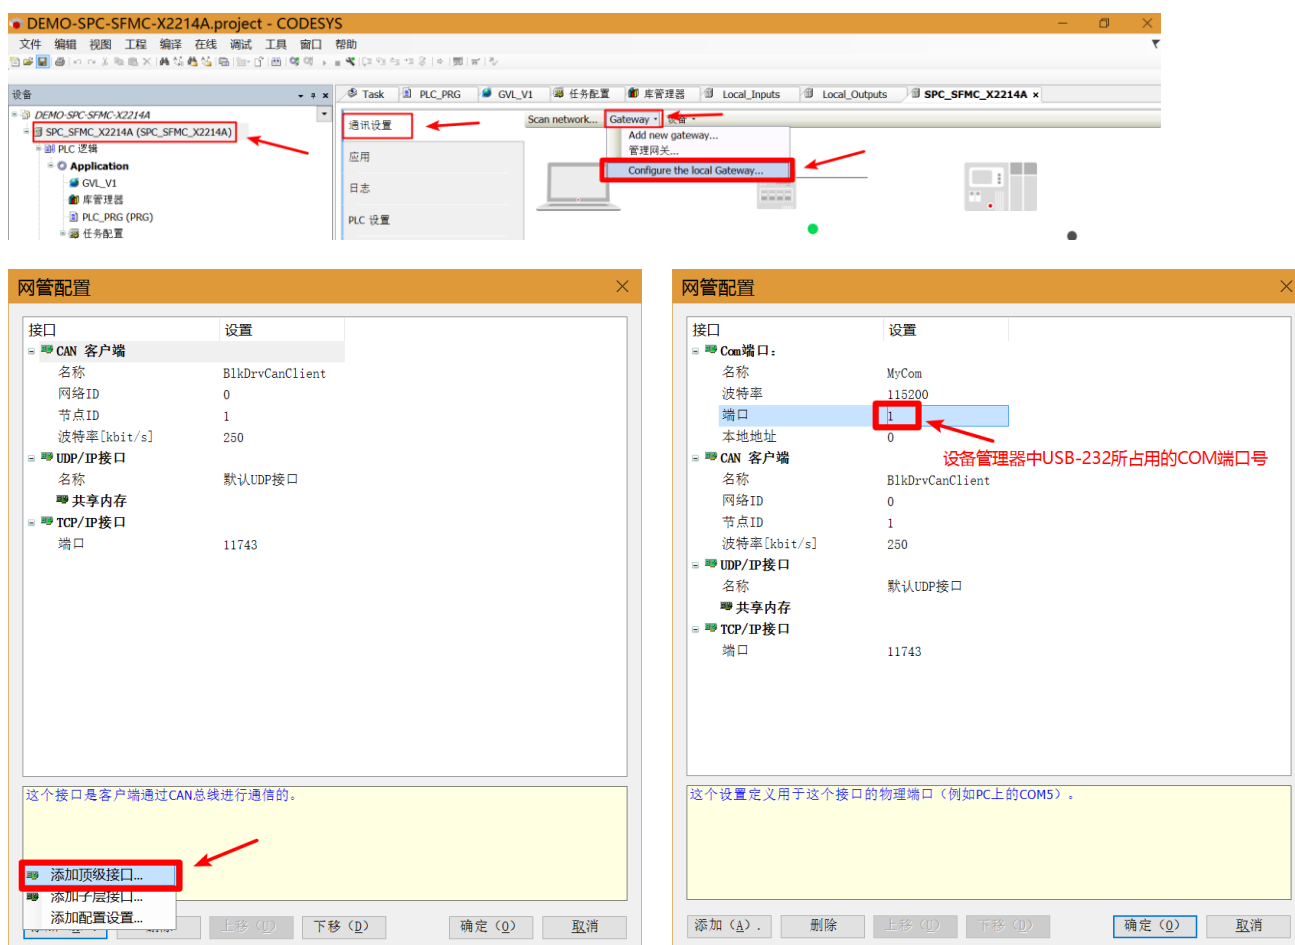 DEMO-SPC-SFMC-X2214A.project - CODESYS
文件 编辑 视图 工程 编译 在线 调试 工具 窗口 帮助
设备
Task PLC_PRG GVL_V1 任务配置 库管理器 Local_Inputs Local_Outputs SPC_SFMC_X2214A
DEMO-SPC-SFMC-X2214A
SPC_SFMC_X2214A (SPC_SFMC_X2214A)
PLC 逻辑
Application
GVL_V1
库管理器
PLC_PRG (PRG)
任务配置
通讯设置
应用
日志
PLC 设置
Scan network... Gateway 设备
Add new gateway...
管理网关...
Configure the local Gateway...
网管配置
接口 设置
CAN 客户端
名称 BlkDrvCanClient
网络ID 0
节点ID 1
波特率[kbit/s] 250
UDP/IP接口
名称 默认UDP接口
共享内存
TCP/IP接口
端口 11743
这个接口是客户端通过CAN总线进行通信的。
添加顶级接口...
添加子层接口...
添加配置设置...
上移 (U) 下移 (D) 确定 (O) 取消
网管配置
接口 设置
Com端口:
名称 MyCom
波特率 115200
端口 1
本地地址 0
设备管理器中USB-232所占用的COM端口号
CAN 客户端
名称 BlkDrvCanClient
网络ID 0
节点ID 1
波特率[kbit/s] 250
UDP/IP接口
名称 默认UDP接口
共享内存
TCP/IP接口
端口 11743
这个设置定义用于这个接口的物理端口 (例如PC上的COM5) 。
添加 (A) . 删除 上移 (U) 下移 (D) 确定 (O) 取消